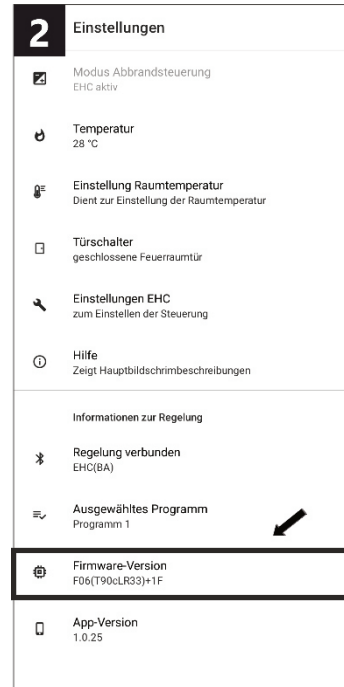 2
Einstellungen
Modus Abbrandsteuerung
EHC aktiv
Temperatur
28 °C
Einstellung Raumtemperatur
Dient zur Einstellung der Raumtemperatur
Türschalter
geschlossene Feuerraumtür
Einstellungen EHC
zum Einstellen der Steuerung
Hilfe
Zeigt Hauptbildschrimbeschreibungen
Informationen zur Regelung
Regelung verbunden
EHC(BA)
Ausgewähltes Programm
Programm 1
Firmware-Version
F06(T90cLR33)+1F
App-Version
1.0.25